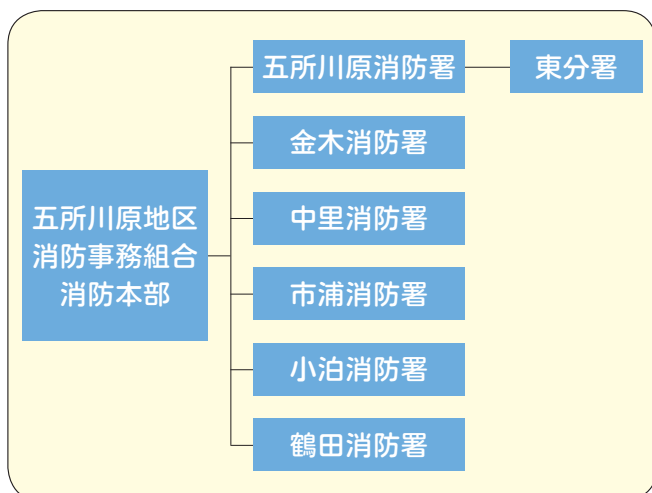 五所川原地区
消防事務組合
消防本部
五所川原消防署
東分署
金木消防署
中里消防署
市浦消防署
小泊消防署
鶴田消防署